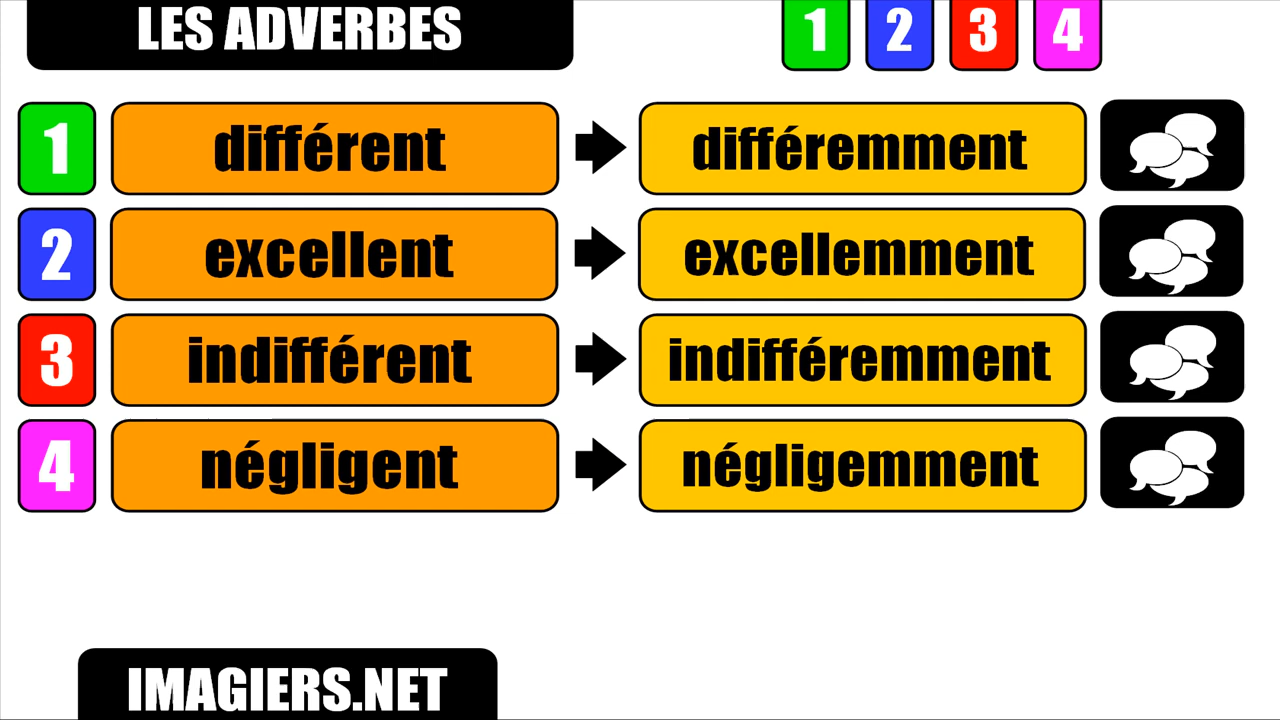 LES ADVERBES
1 2 3 4
1 différent différemment
2 excellent excellemment
3 indifférent indifféremment
4 négligent négligemment
IMAGIERS.NET